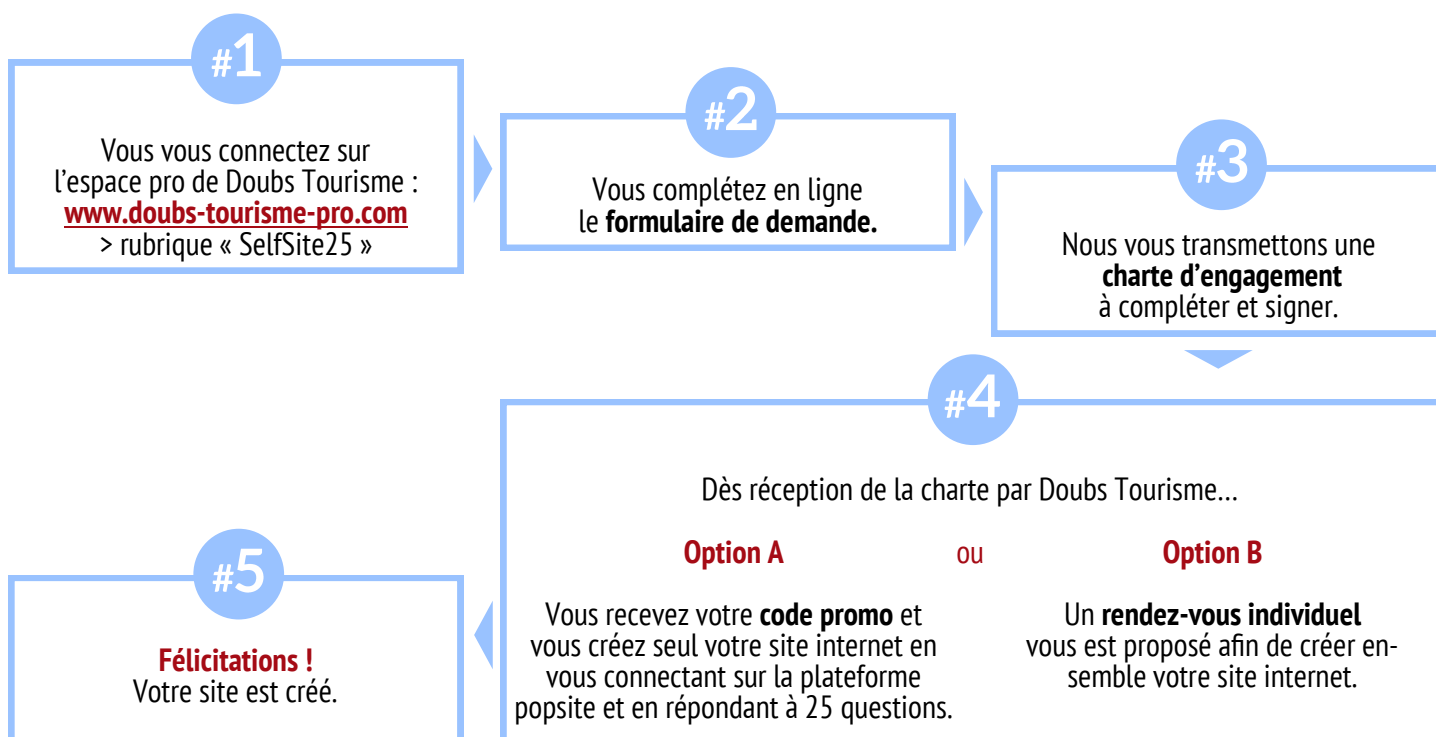 #1
Vous vous connectez sur
l'espace pro de Doubs Tourisme :
www.doubs-tourisme-pro.com
> rubrique « SelfSite25 »
#2
Vous complétez en ligne
le formulaire de demande.
#3
Nous vous transmettons une
charte d'engagement
à compléter et signer.
#4
Dès réception de la charte par Doubs Tourisme...
Option A
ou
Option B
Vous recevez votre code promo et
vous créez seul votre site internet en
vous connectant sur la plateforme
popsite et en répondant à 25 questions.
Un rendez-vous individuel
vous est proposé afin de créer en-
semble votre site internet.
#5
Félicitations !
Votre site est créé.